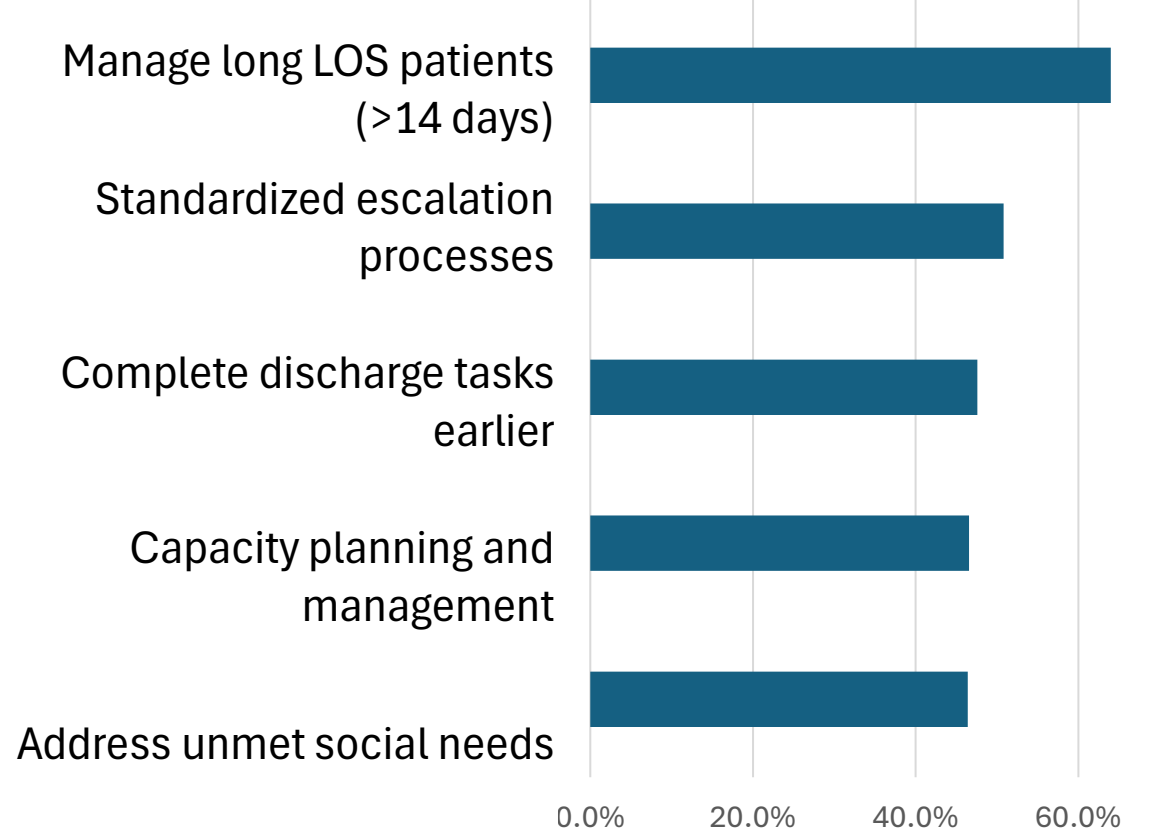 Manage long LOS patients
(>14 days)
Standardized escalation
processes
Complete discharge tasks
earlier
Capacity planning and
management
Address unmet social needs
0.0% 20.0% 40.0% 60.0%